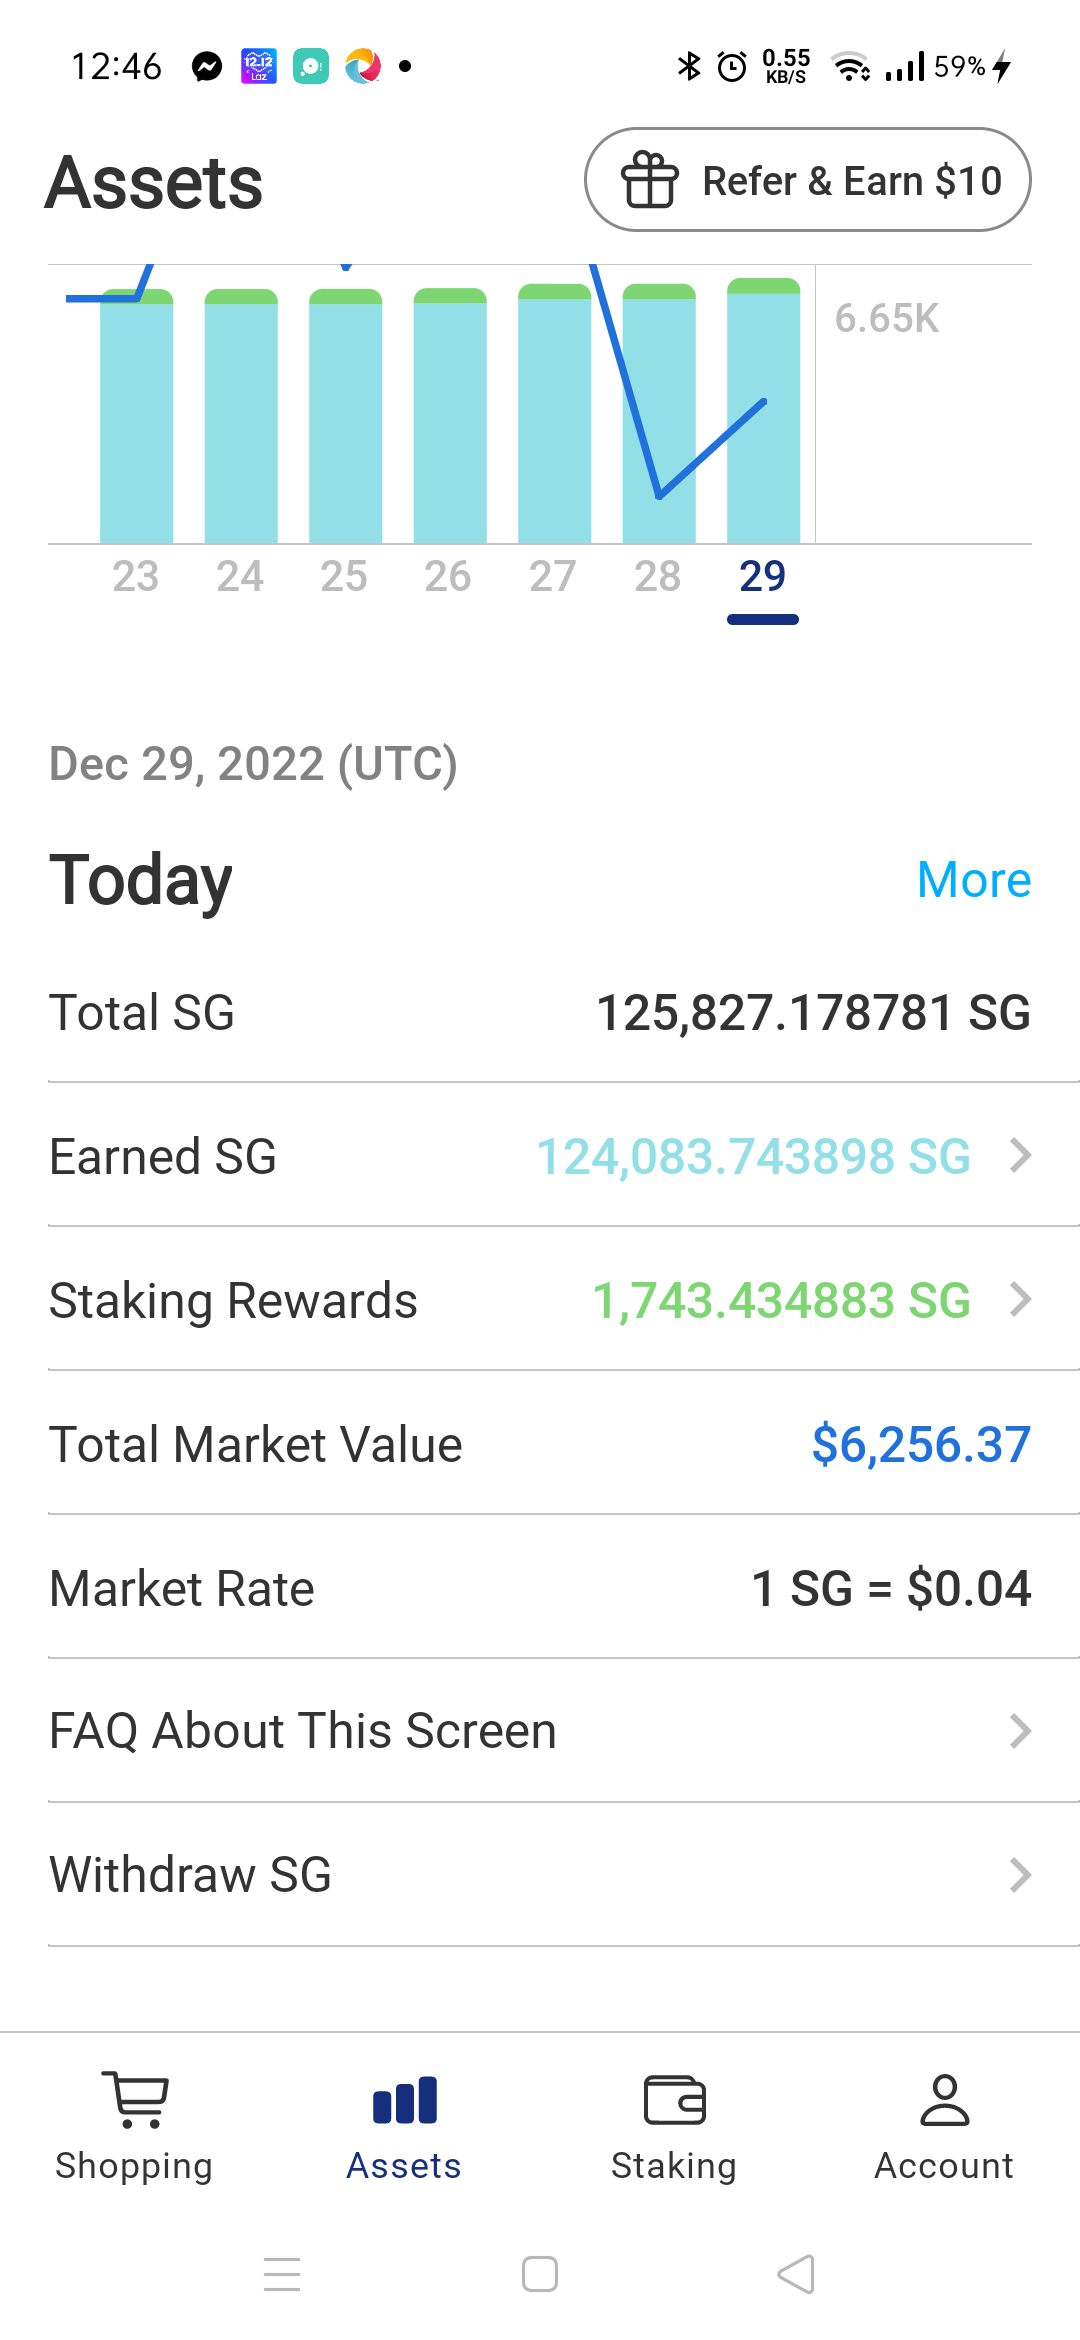 12:46 12.12 Laz 0.55 KB/S 59%
Assets Refer & Earn $10
6.65K
23 24 25 26 27 28 29
Dec 29, 2022 (UTC)
Today More
Total SG 125,827.178781 SG
Earned SG 124,083.743898 SG
Staking Rewards 1,743.434883 SG
Total Market Value $6,256.37
Market Rate 1 SG = $0.04
FAQ About This Screen
Withdraw SG
Shopping Assets Staking Account